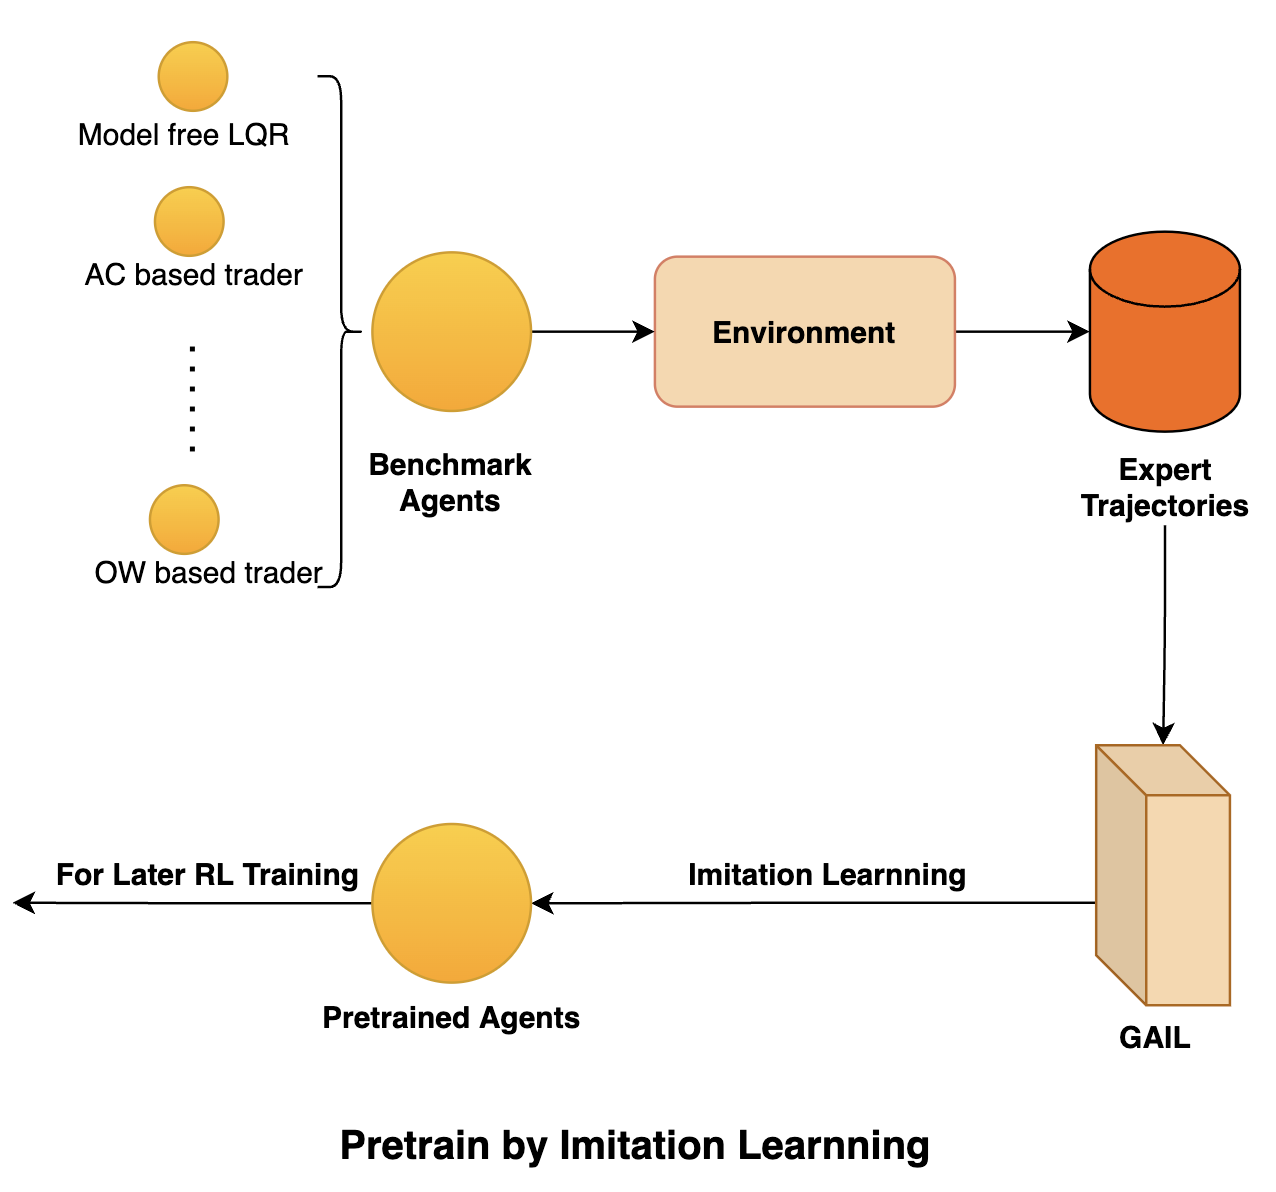 Model free LQR
AC based trader
OW based trader
Benchmark
Agents
Environment
Expert
Trajectories
For Later RL Training
Imitation Learnning
Pretrained Agents
GAIL
Pretrain by Imitation Learnning